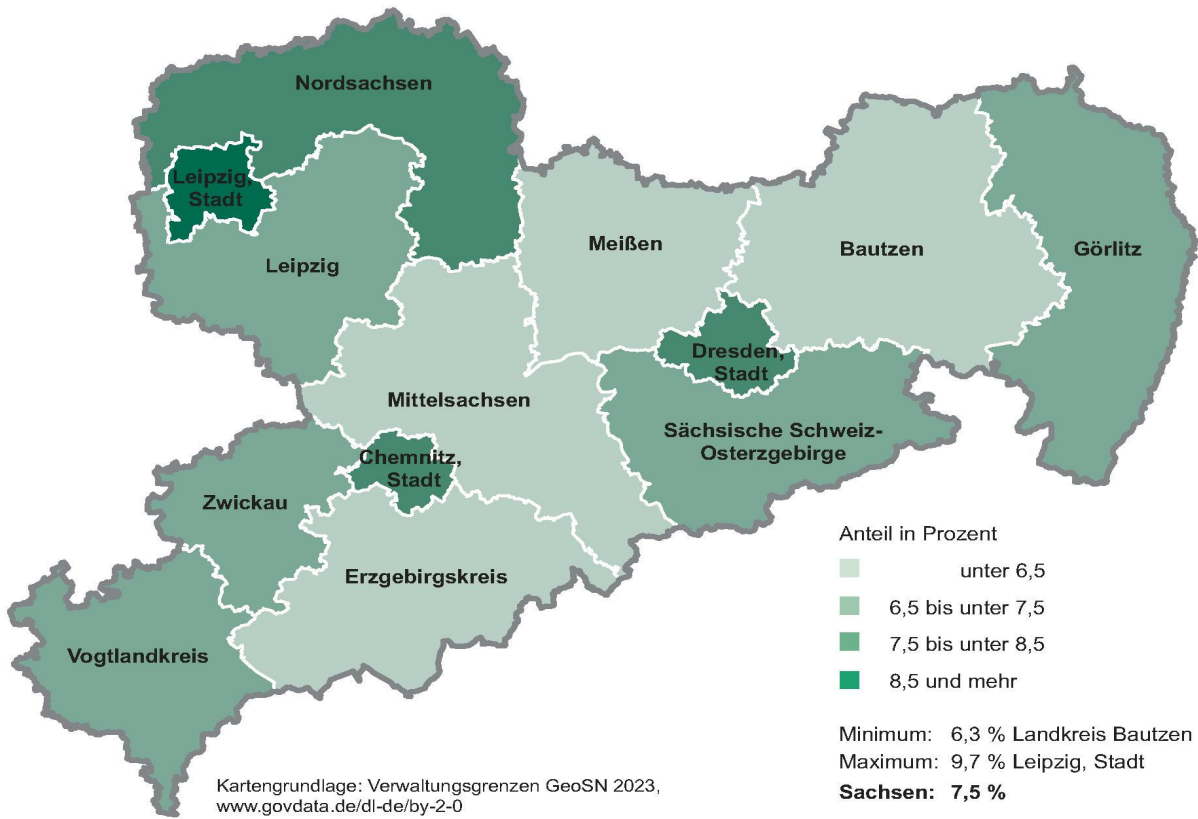 Nordsachsen
Leipzig,
Stadt
Leipzig
Meißen
Bautzen
Görlitz
Dresden,
Stadt
Mittelsachsen
Sächsische Schweiz-
Osterzgebirge
Chemnitz,
Stadt
Zwickau
Erzgebirgskreis
Vogtlandkreis
Anteil in Prozent
unter 6,5
6,5 bis unter 7,5
7,5 bis unter 8,5
8,5 und mehr
Minimum: 6,3 % Landkreis Bautzen
Maximum: 9,7 % Leipzig, Stadt
Sachsen: 7,5 %
Kartengrundlage: Verwaltungsgrenzen GeoSN 2023,
www.govdata.de/dl-de/by-2-0